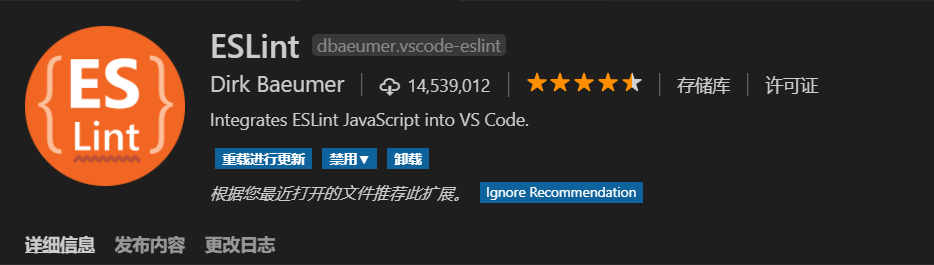 {ES}
Lint
ESLint dbaeumer.vscode-eslint
Dirk Baeumer 14,539,012 存储库 许可证
Integrates ESLint JavaScript into VS Code.
重载进行更新 禁用▼ 卸载
根据您最近打开的文件推荐此扩展。 Ignore Recommendation
详细信息 发布内容 更改日志